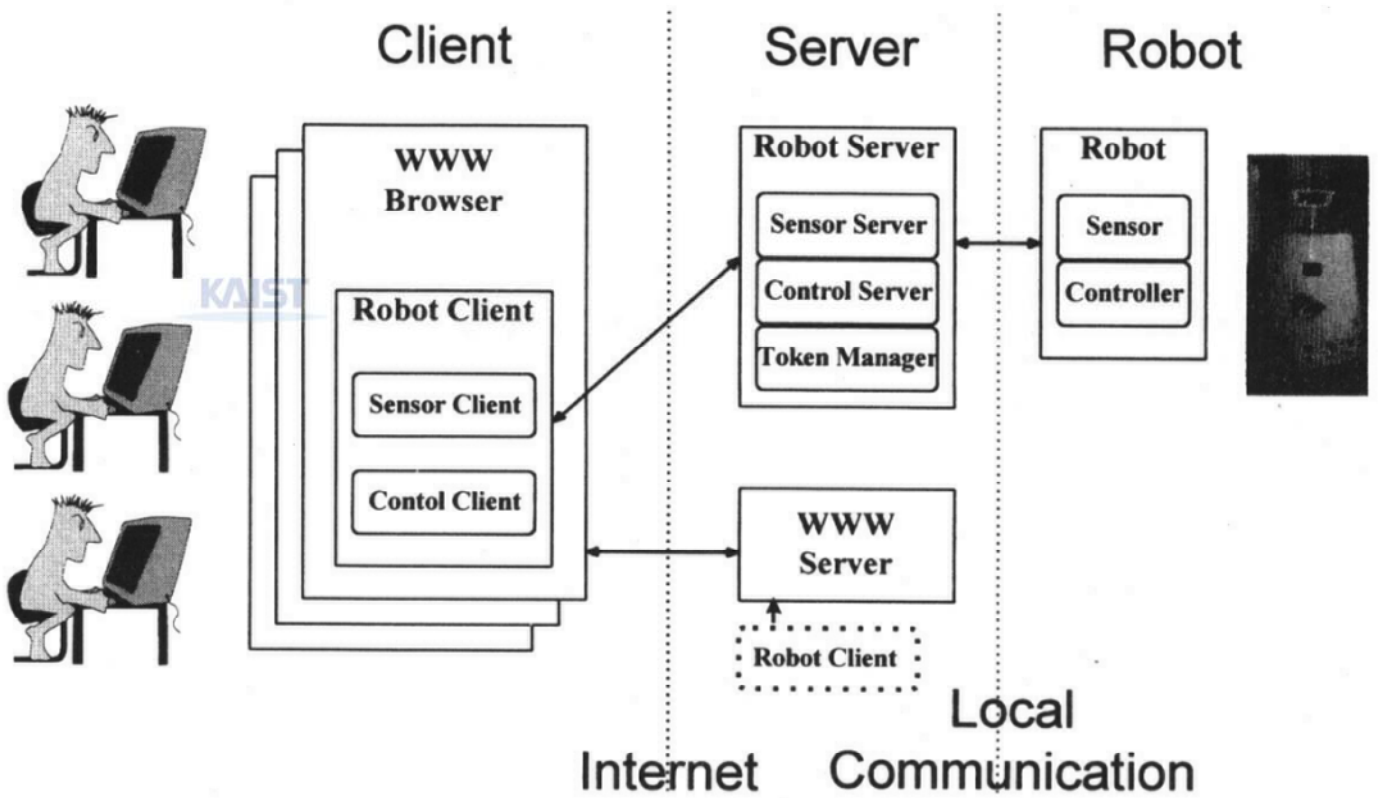 Client
Server
Robot
WWW
Browser
KAIST
Robot Client
Sensor Client
Contol Client
Robot Server
Sensor Server
Control Server
Token Manager
Robot
Sensor
Controller
WWW
Server
Robot Client
Internet
Local
Communication